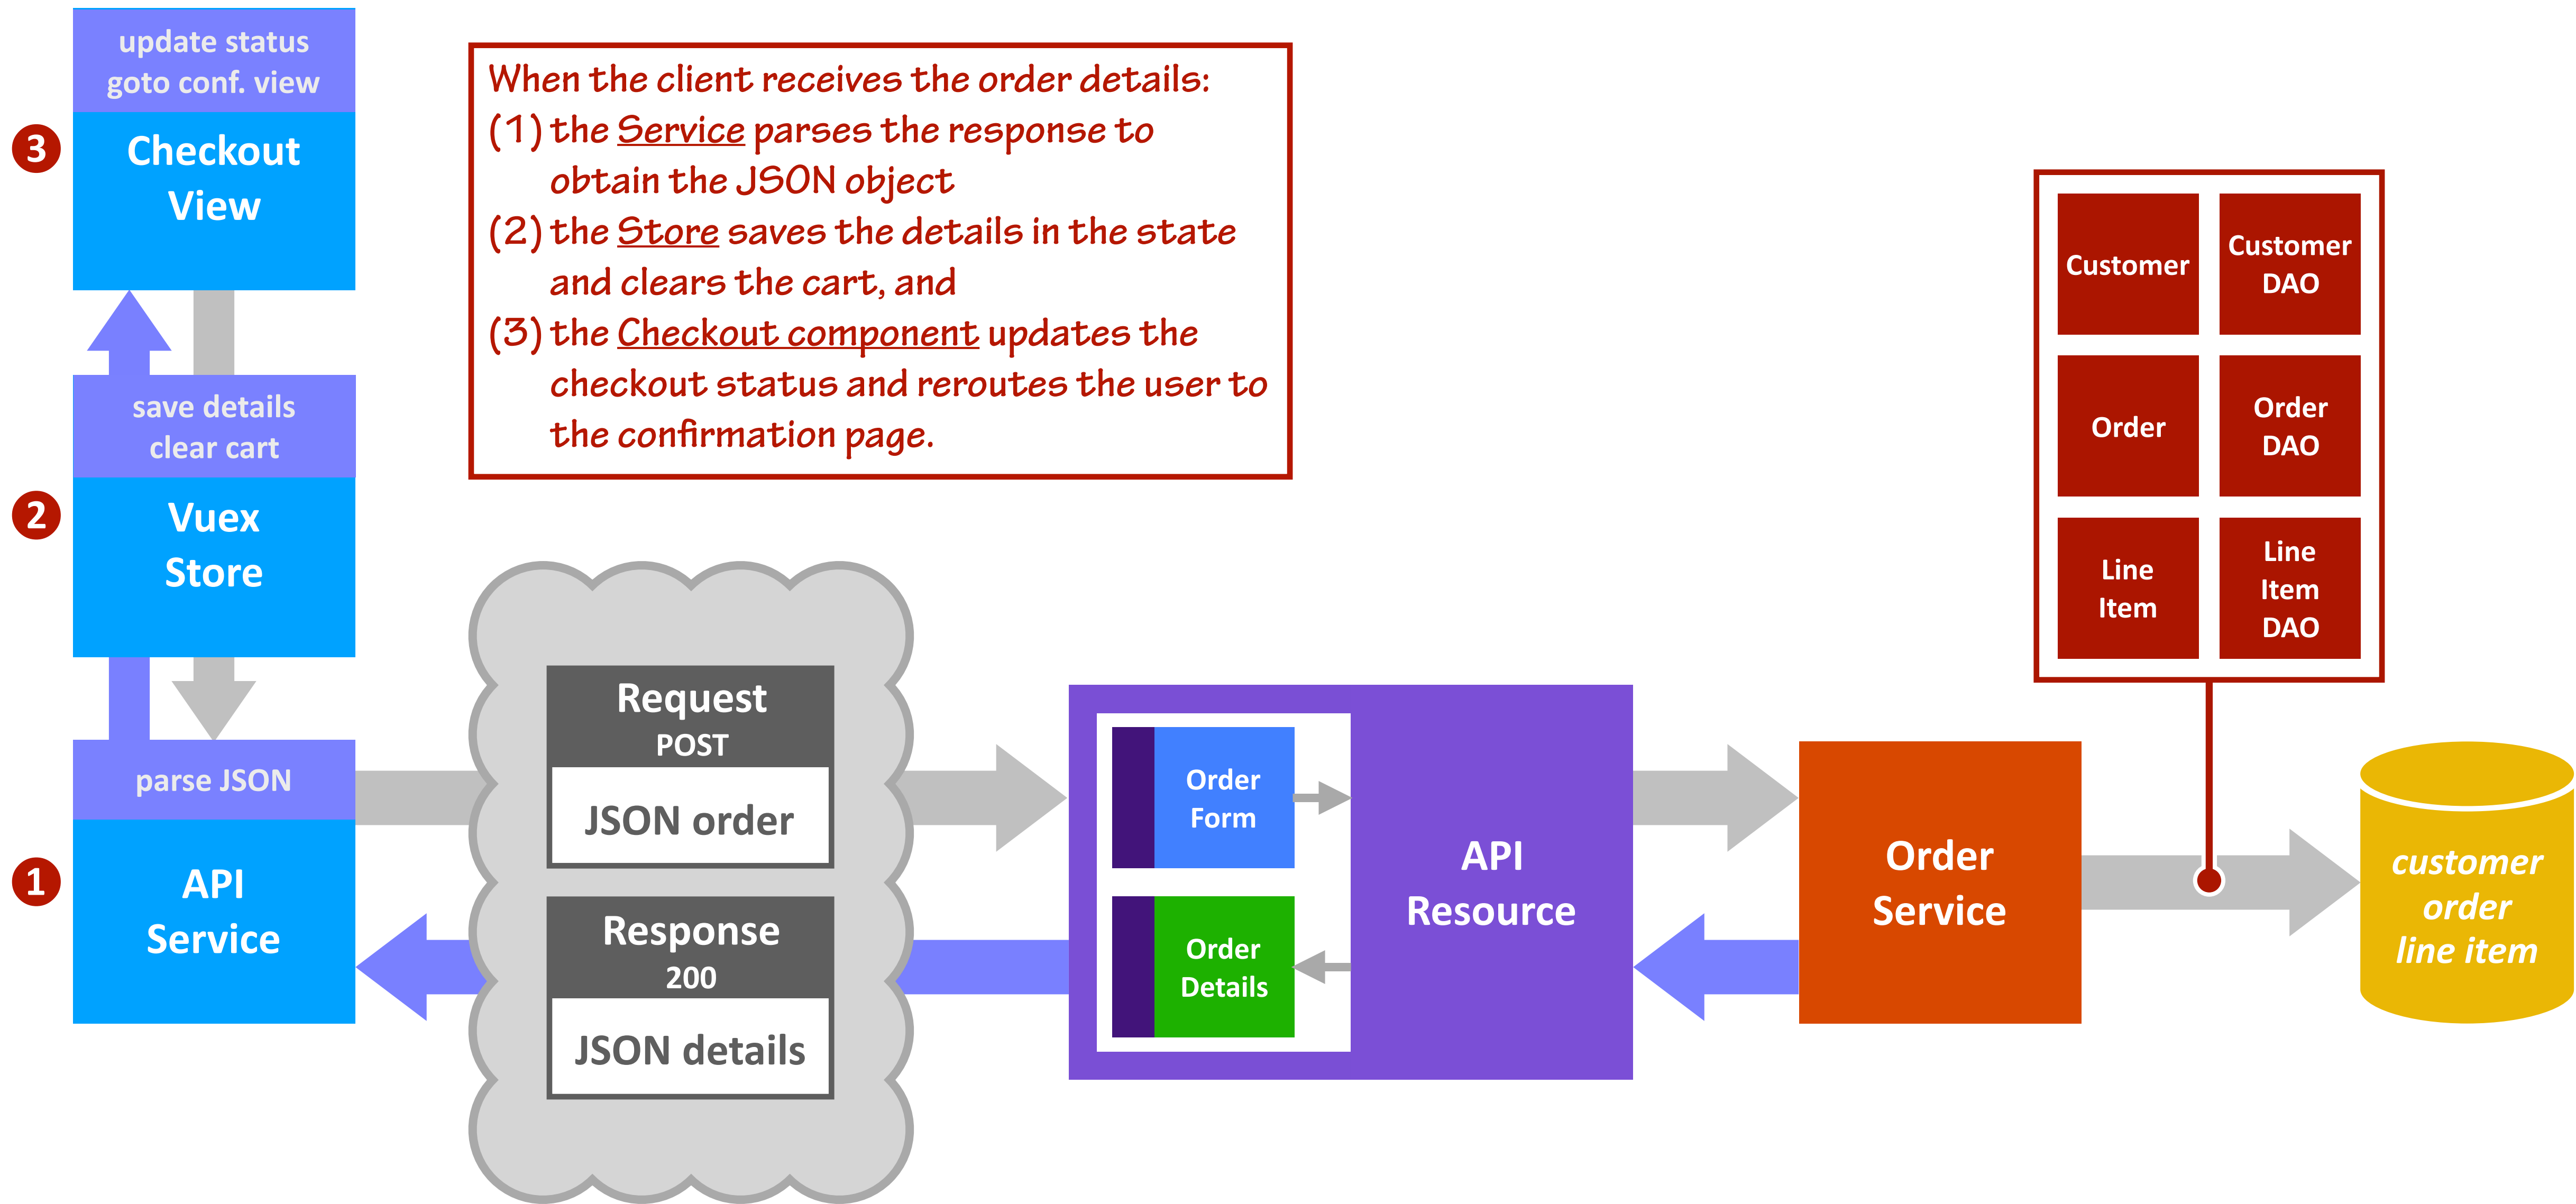 update status
goto conf. view
3
Checkout
View
save details
clear cart
2
Vuex
Store
parse JSON
1
API
Service
When the client receives the order details:
(1) the Service parses the response to
obtain the JSON object
(2) the Store saves the details in the state
and clears the cart, and
(3) the Checkout component updates the
checkout status and reroutes the user to
the confirmation page.
Request
POST
JSON order
Response
200
JSON details
Order
Form
Order
Details
API
Resource
Order
Service
Customer
Customer
DAO
Order
Order
DAO
Line
Item
Line
Item
DAO
customer
order
line item